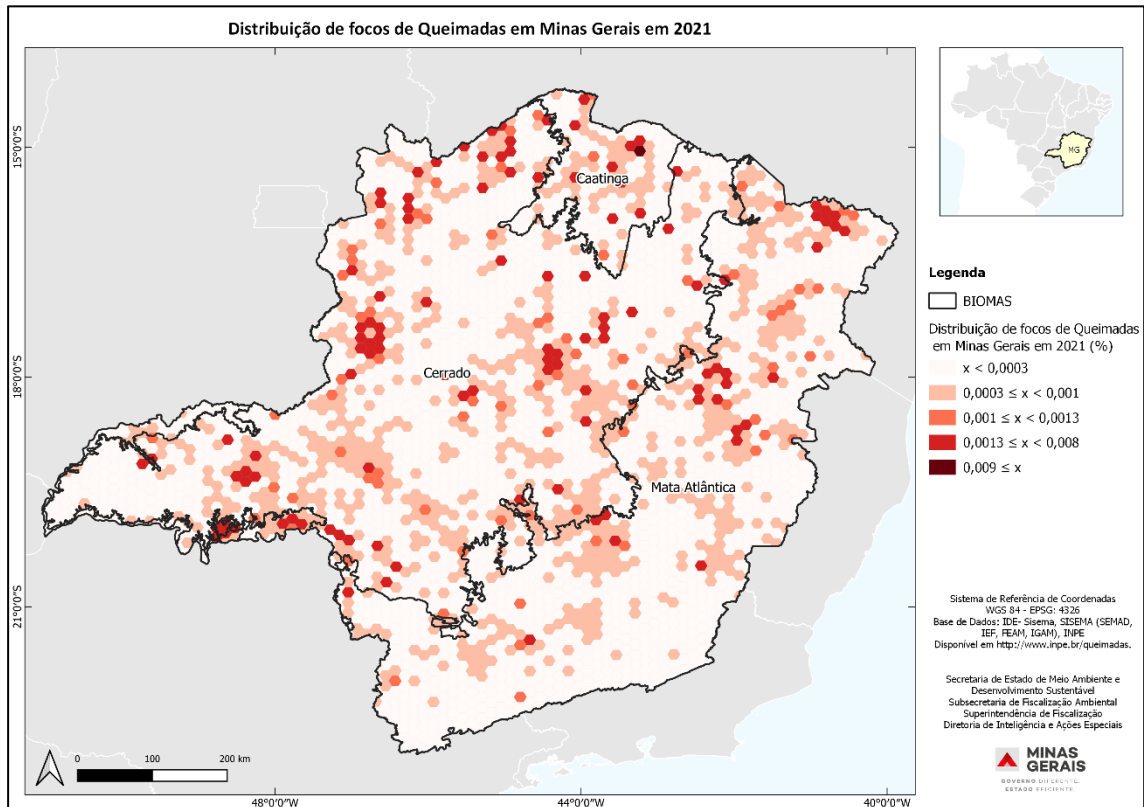 Distribuição de focos de Queimadas em Minas Gerais em 2021
15°0'0"S
18°0'0"S
21°0'0"S
Caatinga
Cerrado
Mata Atlântica
0
100
200 km
48°0'0"W
44°0'0"W
40°0'0"W
MG
Legenda
BIOMAS
Distribuição de focos de Queimadas
em Minas Gerais em 2021 (%)
x < 0,0003
0,0003 ≤ x < 0,001
0,001 ≤ x < 0,0013
0,0013 ≤ x < 0,008
0,009 ≤ x
Sistema de Referência de Coordenadas
WGS 84 - EPSG: 4326
Base de Dados: IDE- Sisema, SISEMA (SEMAD,
IEF, FEAM, IGAM), INPE
Disponível em http://www.inpe.br/queimadas.
Secretaria de Estado de Meio Ambiente e
Desenvolvimento Sustentável
Subsecretaria de Fiscalização Ambiental
Superintendência de Fiscalização
Diretoria de Inteligência e Ações Especiais
MINAS
GERAIS
GOVERNO DIFERENTE.
ESTADO EFICIENTE.